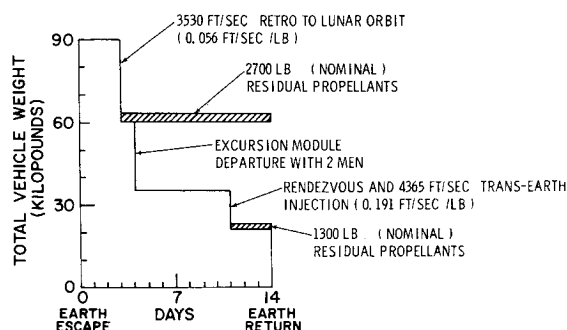 3530 FT/SEC RETRO TO LUNAR ORBIT
(0.056 FT/SEC /LB)
2700 LB (NOMINAL)
RESIDUAL PROPELLANTS
EXCURSION MODULE
DEPARTURE WITH 2 MEN
RENDEZVOUS AND 4365 FT/SEC TRANS-EARTH
INJECTION (0.191 FT/SEC /LB)
1300 LB (NOMINAL)
RESIDUAL PROPELLANTS
TOTAL VEHICLE WEIGHT
(KILOPOUNDS)
90
60
30
0
0 7 14
EARTH DAYS EARTH
ESCAPE RETURN